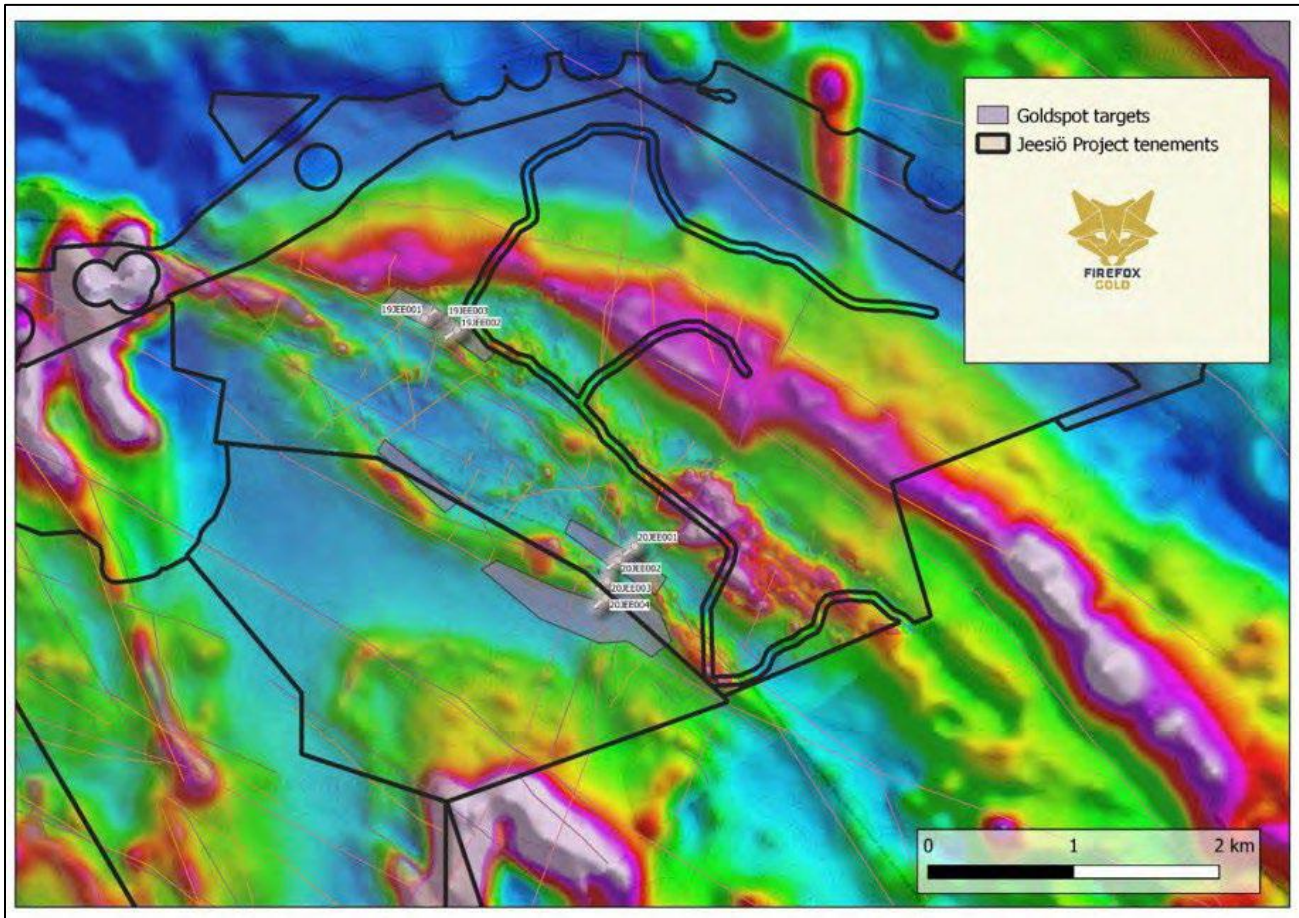 Goldspot targets
Jeesiö Project tenements
FIREFOX
GOLD
19JEE001
19JEE003
19JEE002
20JEE001
20JEE002
20JEE003
20JEE004
0 1 2 km